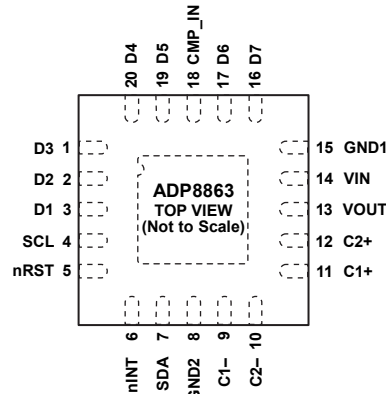 20 D4
19 D5
18 CMP_IN
17 D6
16 D7
D3 1
D2 2
D1 3
SCL 4
nRST 5
ADP8863
TOP VIEW
(Not to Scale)
15 GND1
14 VIN
13 VOUT
12 C2+
11 C1+
nINT 6
SDA 7
GND2 8
C1– 9
C2– 10